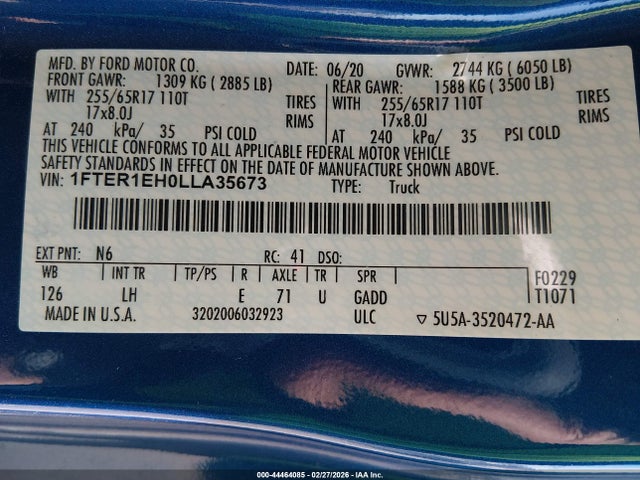 MFD. BY FORD MOTOR CO. DATE: 06/20 GVWR: 2744 KG ( 6050 LB)
FRONT GAWR: 1309 KG ( 2885 LB) REAR GAWR: 1588 KG ( 3500 LB)
WITH 255/65R17 110T TIRES WITH 255/65R17 110T TIRES
17x8.0J RIMS 17x8.0J RIMS
AT 240 kPa/ 35 PSI COLD AT 240 kPa/ 35 PSI COLD
THIS VEHICLE CONFORMS TO ALL APPLICABLE FEDERAL MOTOR VEHICLE
SAFETY STANDARDS IN EFFECT ON THE DATE OF MANUFACTURE SHOWN ABOVE.
VIN: 1FTER1EH0LLA35673 TYPE: Truck
EXT PNT: N6 RC: 41 DSO:
WB INT TR TP/PS R AXLE TR SPR F0229
126 LH E 71 U GADD T1071
MADE IN U.S.A. 3202006032923 ULC ▽ 5U5A-3520472-AA
000-44464085 - 02/27/2026 - IAA Inc.